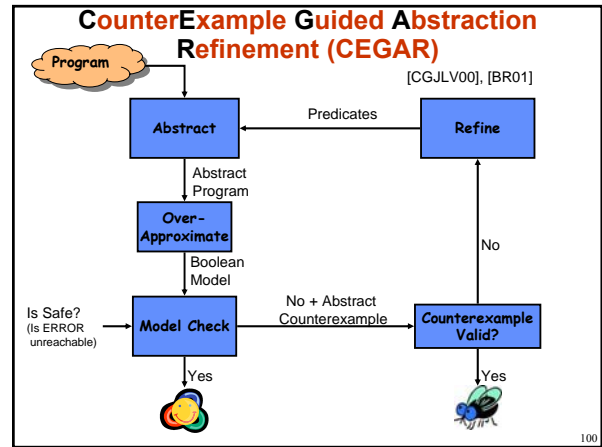 CounterExample Guided Abstraction
Refinement (CEGAR)
Program
[CGJLV00], [BR01]
Predicates
Abstract
Refine
Abstract
Program
Over-
Approximate
No
Boolean
Model
Is Safe?
(Is ERROR
unreachable)
Model Check
No + Abstract
Counterexample
Counterexample
Valid?
Yes
Yes
100